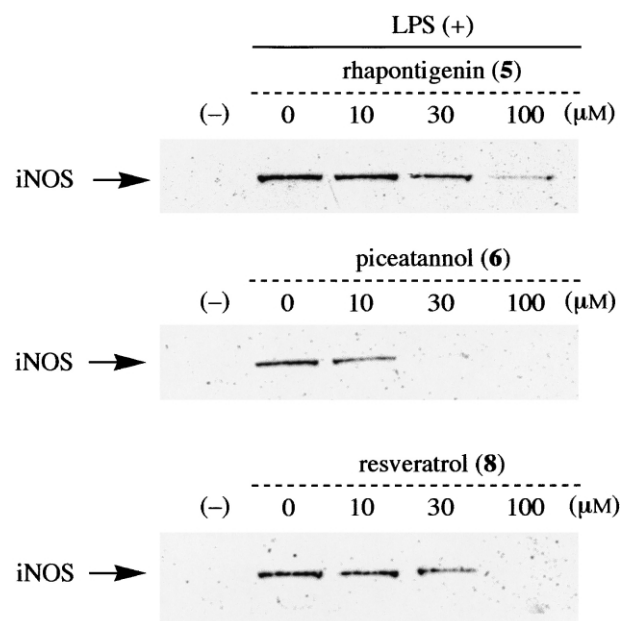 LPS (+)
rhapontigenin (5)
(–) 0 10 30 100 (μM)
iNOS
piceatannol (6)
(–) 0 10 30 100 (μM)
iNOS
resveratrol (8)
(–) 0 10 30 100 (μM)
iNOS